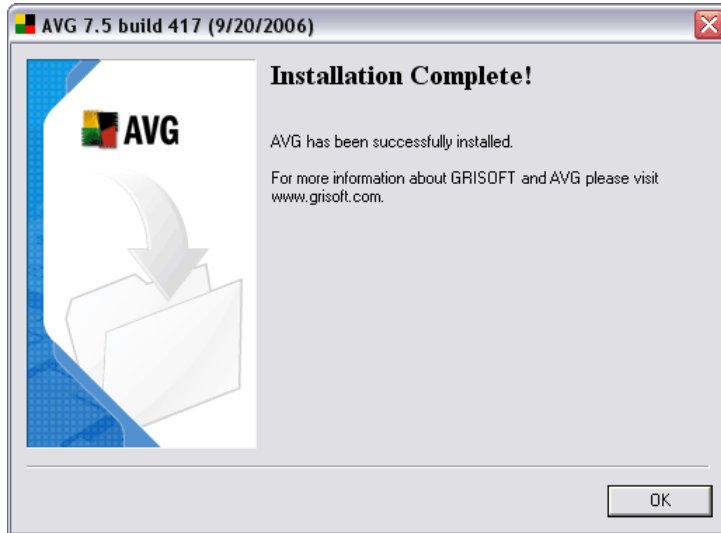 AVG 7.5 build 417 (9/20/2006)
Installation Complete!
AVG
AVG has been successfully installed.
For more information about GRISOFT and AVG please visit
www.grisoft.com.
OK